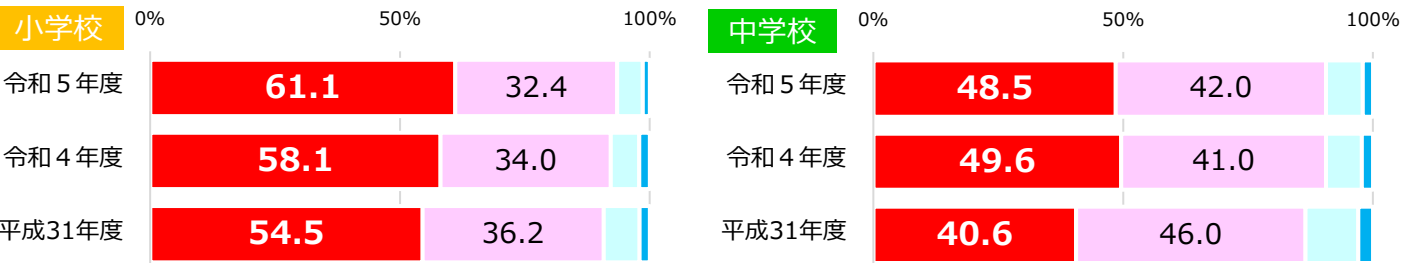 小学校
0% 50% 100%
令和５年度 61.1 32.4
令和４年度 58.1 34.0
平成31年度 54.5 36.2
中学校
0% 50% 100%
令和５年度 48.5 42.0
令和４年度 49.6 41.0
平成31年度 40.6 46.0